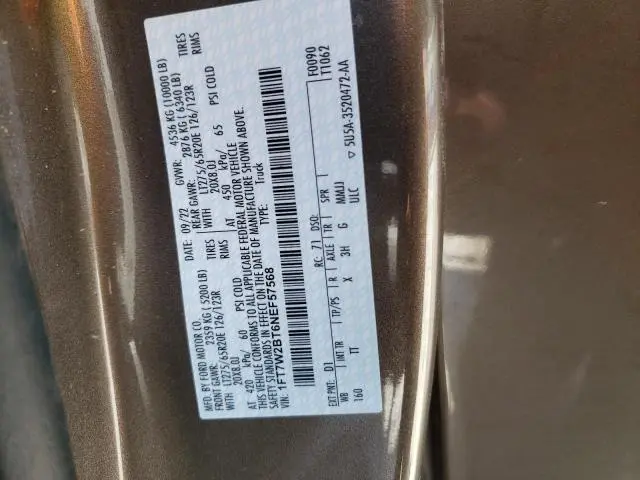 MFD. BY FORD MOTOR CO.
DATE: 09/22 GVWR: 4536 KG (10000 LB)
FRONT GAWR: 2359 KG (5200 LB) REAR GAWR: 2876 KG (6340 LB)
WITH LT275/65R20E 126/123R TIRES WITH LT275/65R20E 126/123R TIRES
20X8.0J RIMS 20X8.0J RIMS
AT 420 kPa/ 60 PSI COLD AT 450 kPa/ 65 PSI COLD
THIS VEHICLE CONFORMS TO ALL APPLICABLE FEDERAL MOTOR VEHICLE
SAFETY STANDARDS IN EFFECT ON THE DATE OF MANUFACTURE SHOWN ABOVE.
VIN: 1FT7W2BT6NEF57568 TYPE: Truck
F0090
T1062
EXT PNT: D1 RC: 71 DSO:
WB INT TR TP/PS R AXLE TR SPR
160 TT X 3H G MMJJ
ULC
▽ 5U5A-3520472-AA